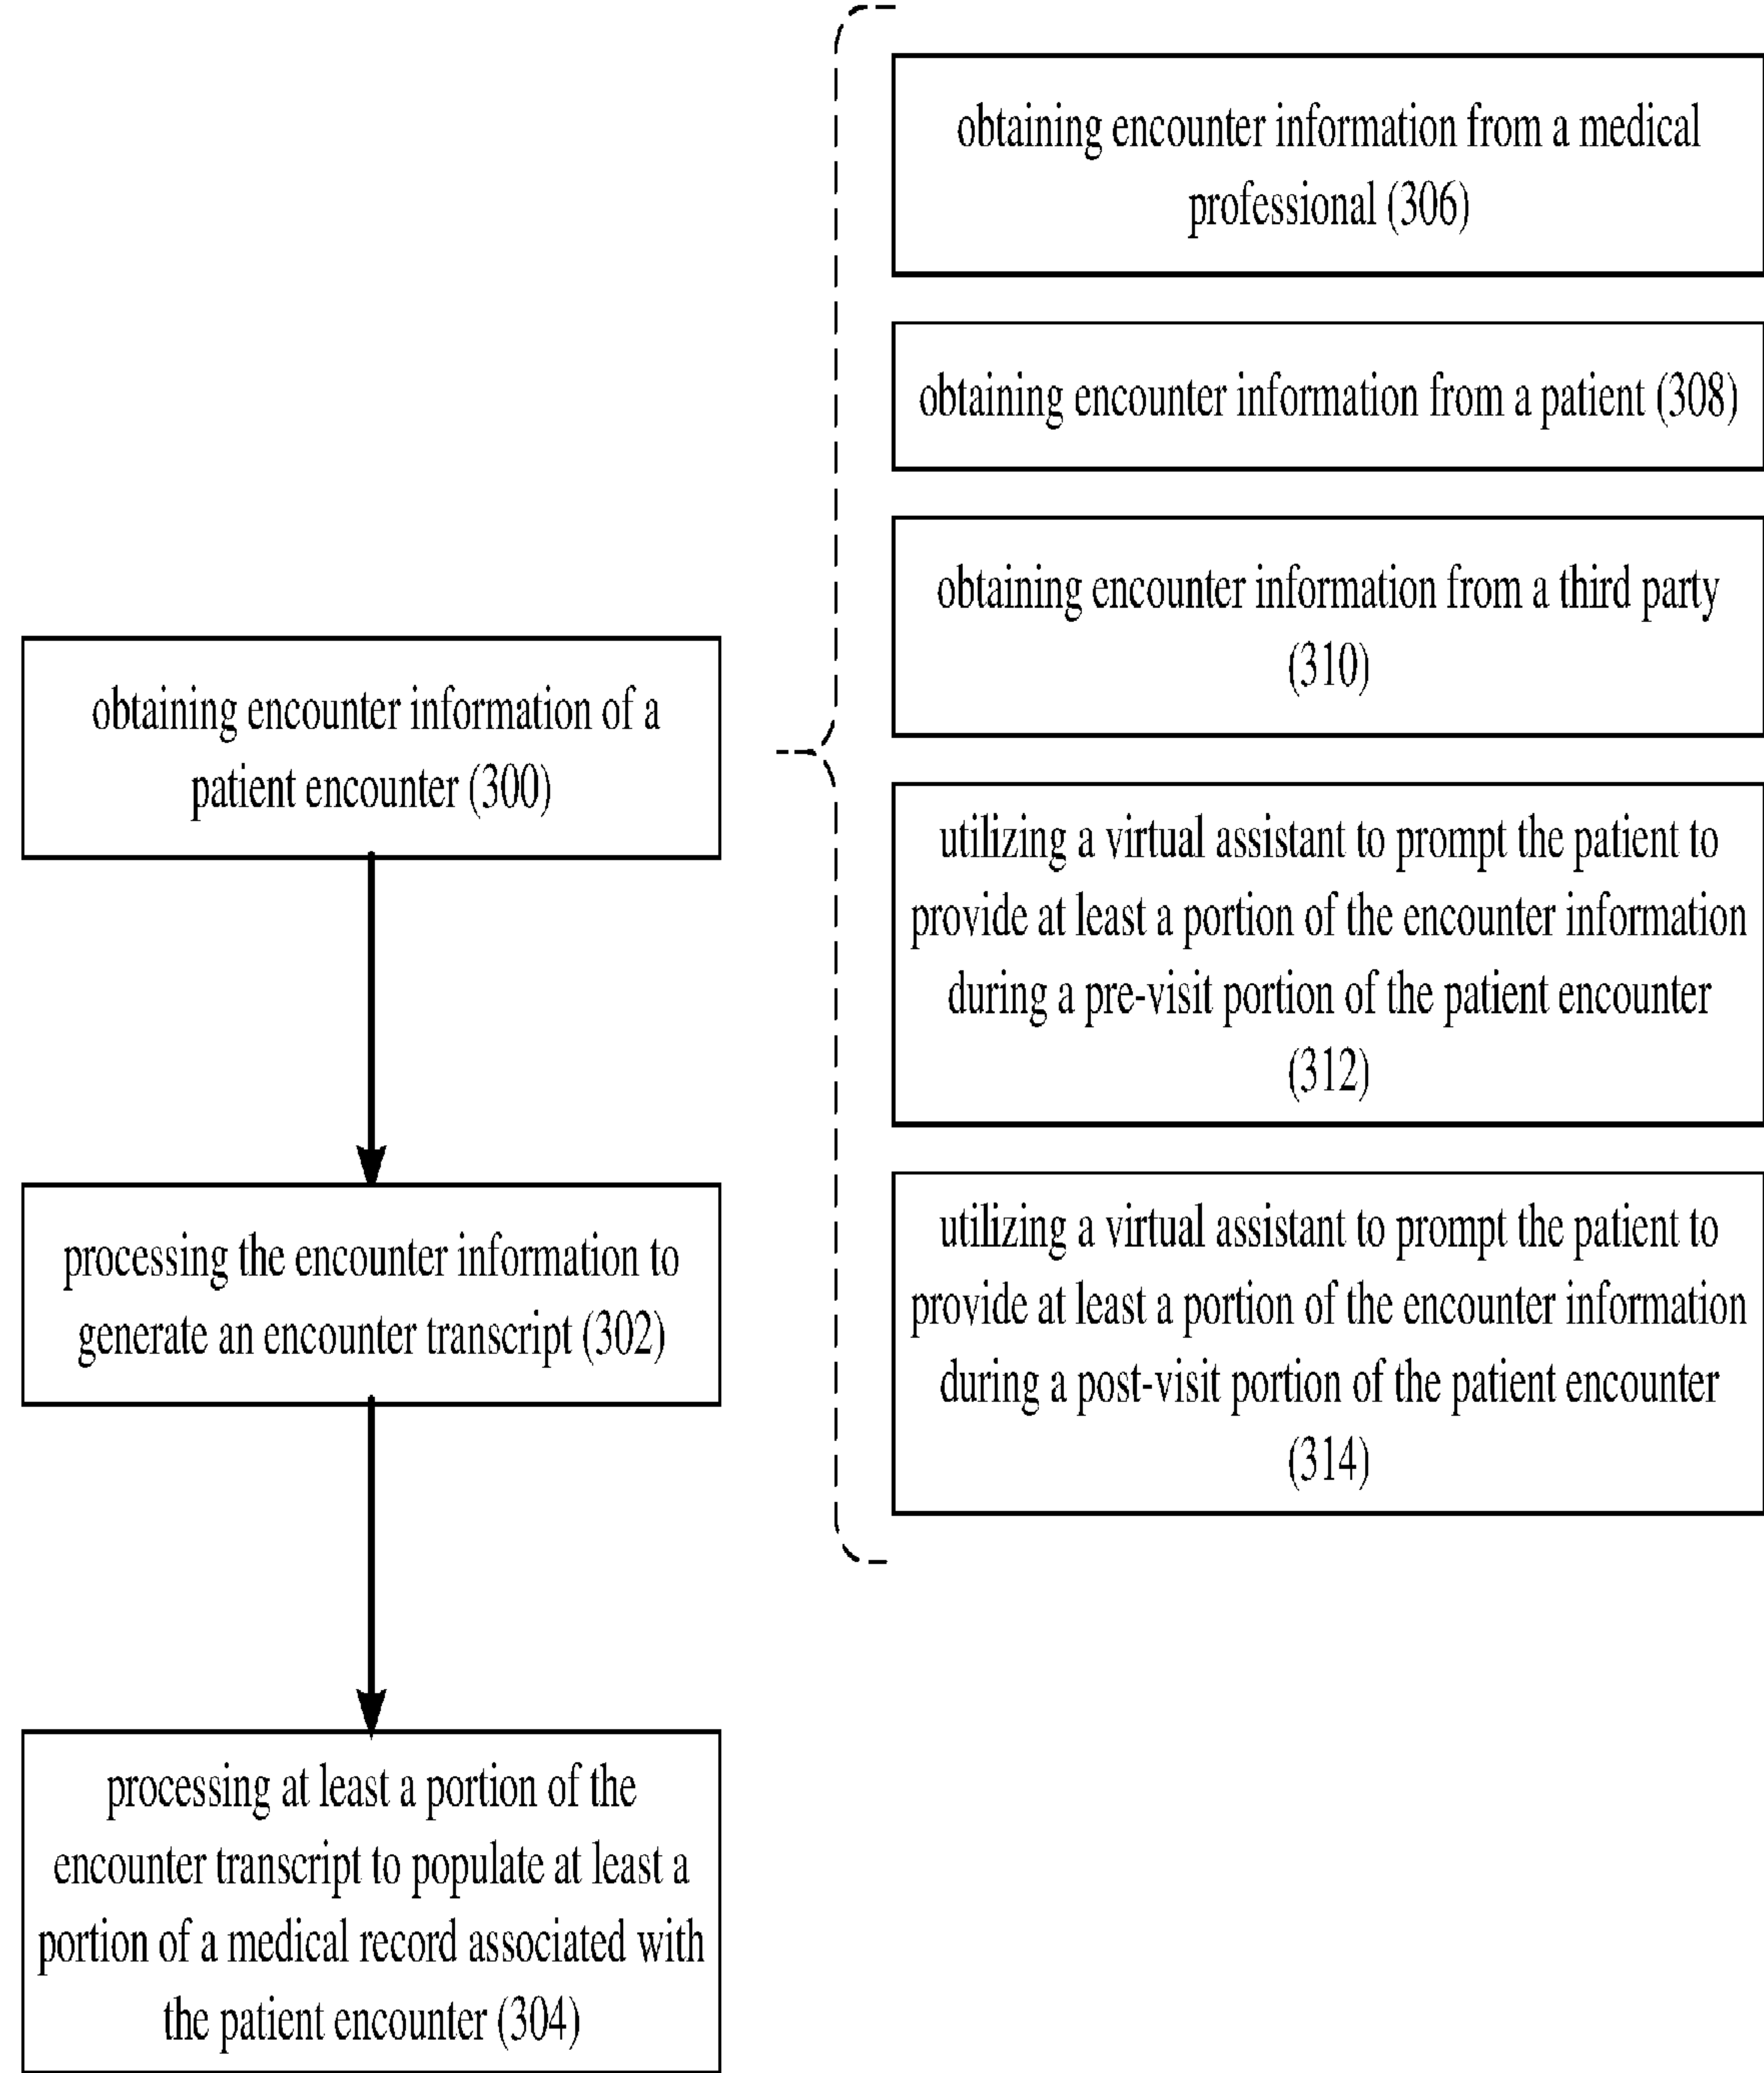 obtaining encounter information from a medical
professional (306)
obtaining encounter information from a patient (308)
obtaining encounter information from a third party
(310)
obtaining encounter information of a
patient encounter (300)
utilizing a virtual assistant to prompt the patient to
provide at least a portion of the encounter information
during a pre-visit portion of the patient encounter
(312)
utilizing a virtual assistant to prompt the patient to
provide at least a portion of the encounter information
during a post-visit portion of the patient encounter
(314)
processing the encounter information to
generate an encounter transcript (302)
processing at least a portion of the
encounter transcript to populate at least a
portion of a medical record associated with
the patient encounter (304)